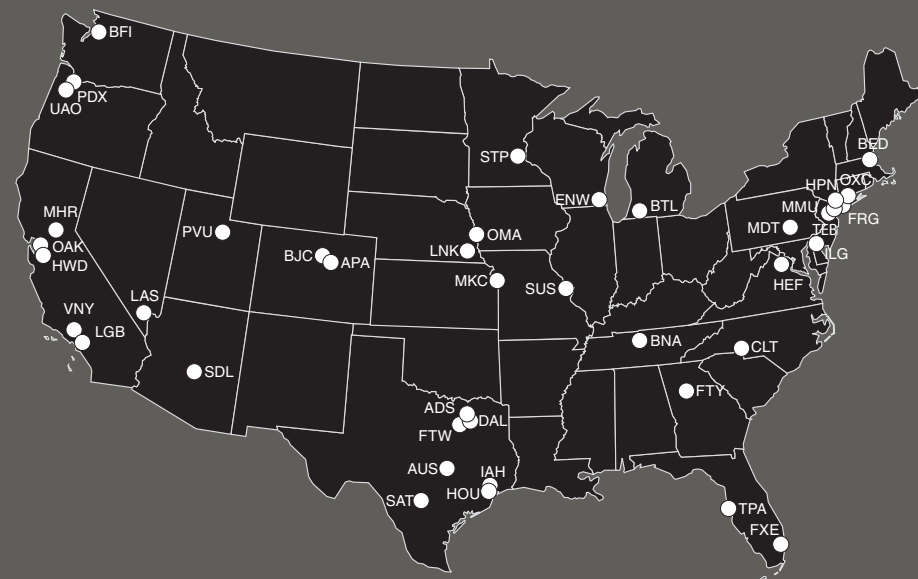 BFI
PDX
UAO
BED
STP
HPN
OXC
ENW
BTL
MMU
MHR
FRG
PVU
MDT
TEB
OMA
OAK
LNK
ILG
BJC
APA
HWD
MKC
HEF
SUS
LAS
VNY
LGB
BNA
CLT
SDL
FTY
ADS
DAL
FTW
AUS
IAH
HOU
SAT
TPA
FXE